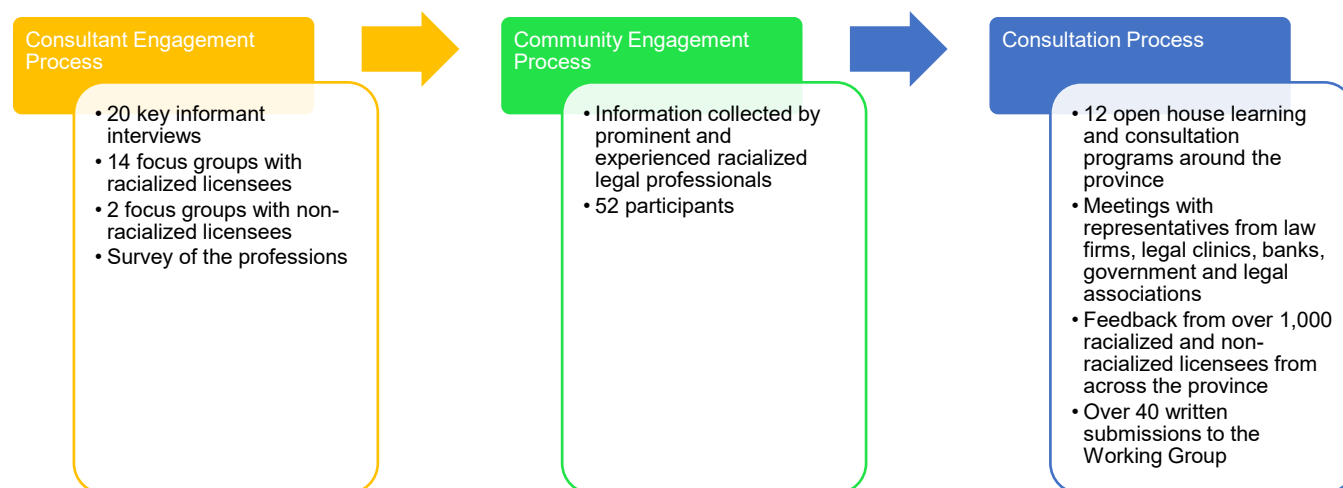 Consultant Engagement
Process
• 20 key informant
interviews
• 14 focus groups with
racialized licensees
• 2 focus groups with non-
racialized licensees
• Survey of the professions
Community Engagement
Process
• Information collected by
prominent and
experienced racialized
legal professionals
• 52 participants
Consultation Process
• 12 open house learning
and consultation
programs around the
province
• Meetings with
representatives from law
firms, legal clinics, banks,
government and legal
associations
• Feedback from over 1,000
racialized and non-
racialized licensees from
across the province
• Over 40 written
submissions to the
Working Group